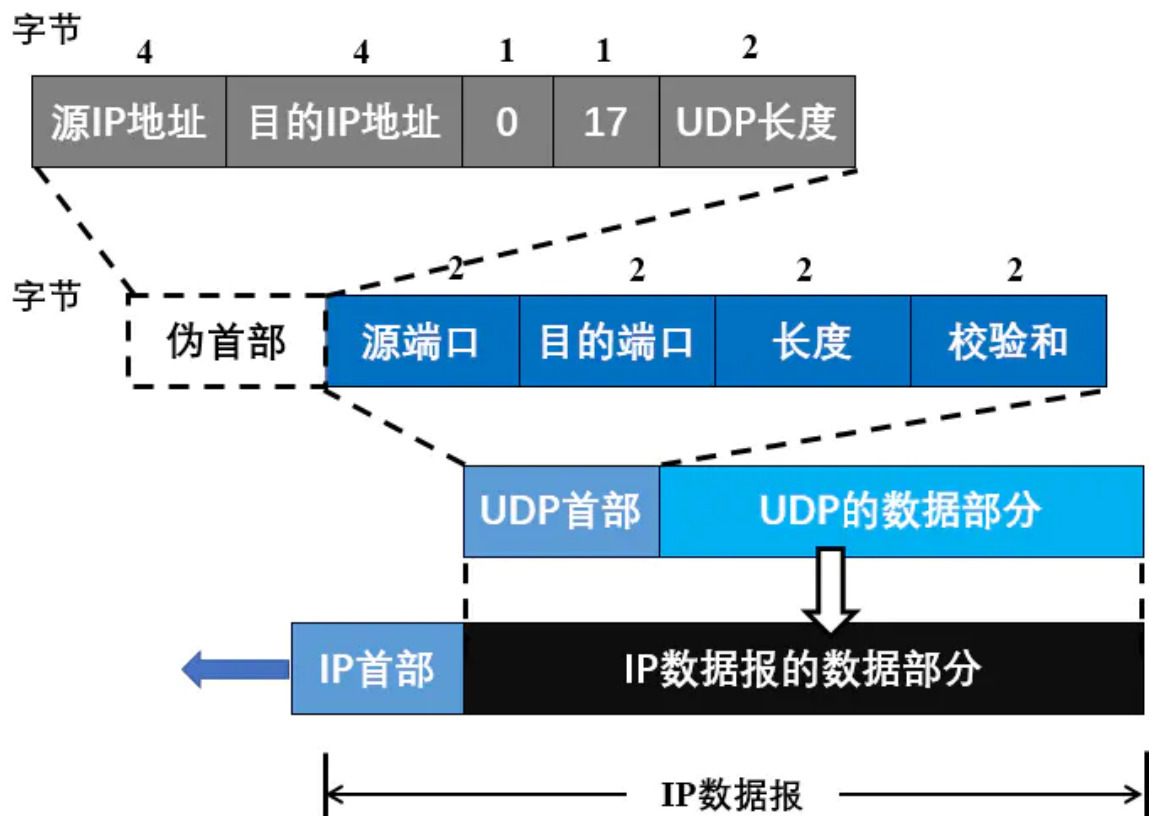 字节
4 4 1 1 2
源IP地址 目的IP地址 0 17 UDP长度
字节
2 2 2 2
伪首部 源端口 目的端口 长度 校验和
UDP首部 UDP的数据部分
IP首部 IP数据报的数据部分
IP数据报